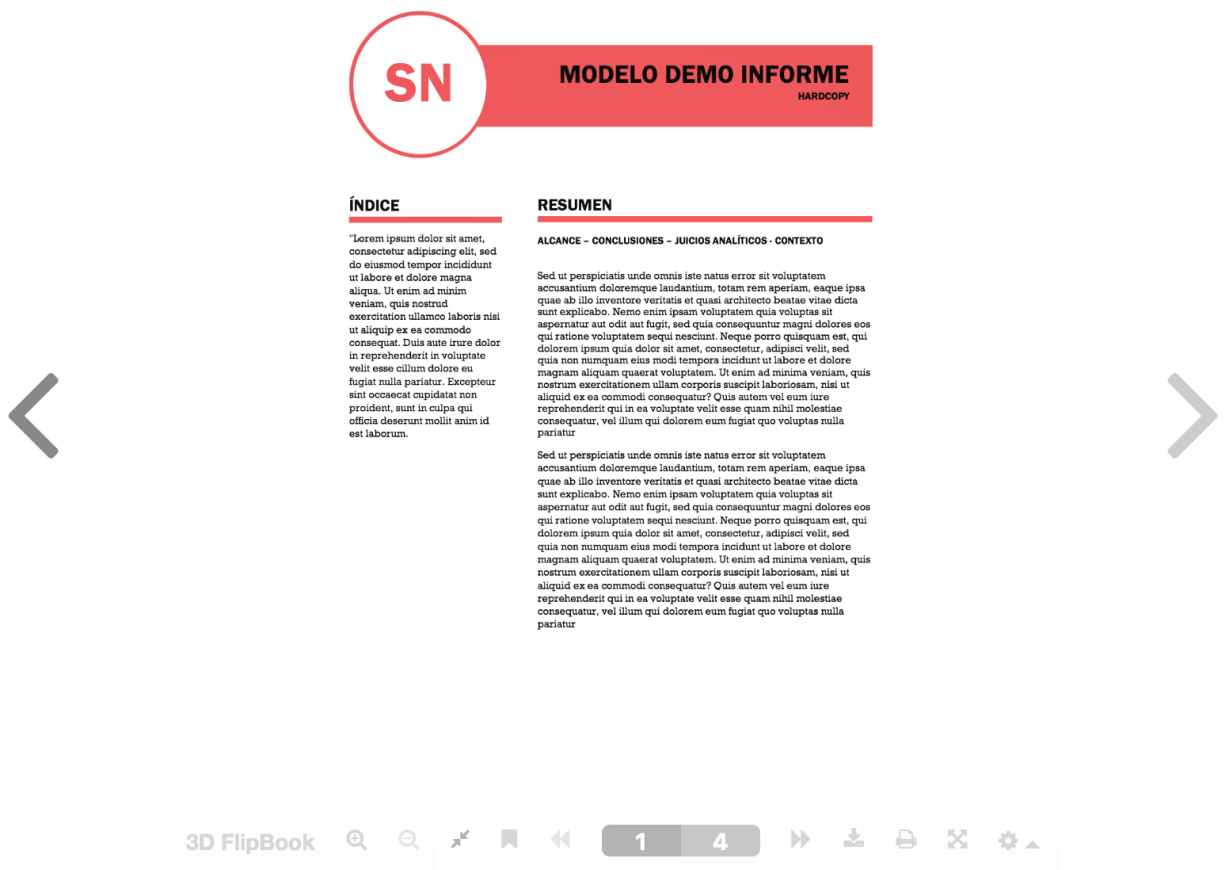 SN
MODELO DEMO INFORME
HARDCOPY
ÍNDICE
"Lorem ipsum dolor sit amet,
consectetur adipiscing elit, sed
do eiusmod tempor incididunt
ut labore et dolore magna
aliqua. Ut enim ad minim
veniam, quis nostrud
exercitation ullamco laboris nisi
ut aliquip ex ea commodo
consequat. Duis aute irure dolor
in reprehenderit in voluptate
velit esse cillum dolore eu
fugiat nulla pariatur. Excepteur
sint occaecat cupidatat non
proident, sunt in culpa qui
officia deserunt mollit anim id
est laborum.
RESUMEN
ALCANCE – CONCLUSIONES – JUICIOS ANALÍTICOS - CONTEXTO
Sed ut perspiciatis unde omnis iste natus error sit voluptatem
accusantium doloremque laudantium, totam rem aperiam, eaque ipsa
quae ab illo inventore veritatis et quasi architecto beatae vitae dicta
sunt explicabo. Nemo enim ipsam voluptatem quia voluptas sit
aspernatur aut odit aut fugit, sed quia consequuntur magni dolores eos
qui ratione voluptatem sequi nesciunt. Neque porro quisquam est, qui
dolorem ipsum quia dolor sit amet, consectetur, adipisci velit, sed
quia non numquam eius modi tempora incidunt ut labore et dolore
magnam aliquam quaerat voluptatem. Ut enim ad minima veniam, quis
nostrum exercitationem ullam corporis suscipit laboriosam, nisi ut
aliquid ex ea commodi consequatur? Quis autem vel eum iure
reprehenderit qui in ea voluptate velit esse quam nihil molestiae
consequatur, vel illum qui dolorem eum fugiat quo voluptas nulla
pariatur
Sed ut perspiciatis unde omnis iste natus error sit voluptatem
accusantium doloremque laudantium, totam rem aperiam, eaque ipsa
quae ab illo inventore veritatis et quasi architecto beatae vitae dicta
sunt explicabo. Nemo enim ipsam voluptatem quia voluptas sit
aspernatur aut odit aut fugit, sed quia consequuntur magni dolores eos
qui ratione voluptatem sequi nesciunt. Neque porro quisquam est, qui
dolorem ipsum quia dolor sit amet, consectetur, adipisci velit, sed
quia non numquam eius modi tempora incidunt ut labore et dolore
magnam aliquam quaerat voluptatem. Ut enim ad minima veniam, quis
nostrum exercitationem ullam corporis suscipit laboriosam, nisi ut
aliquid ex ea commodi consequatur? Quis autem vel eum iure
reprehenderit qui in ea voluptate velit esse quam nihil molestiae
consequatur, vel illum qui dolorem eum fugiat quo voluptas nulla
pariatur
3D FlipBook
1 4